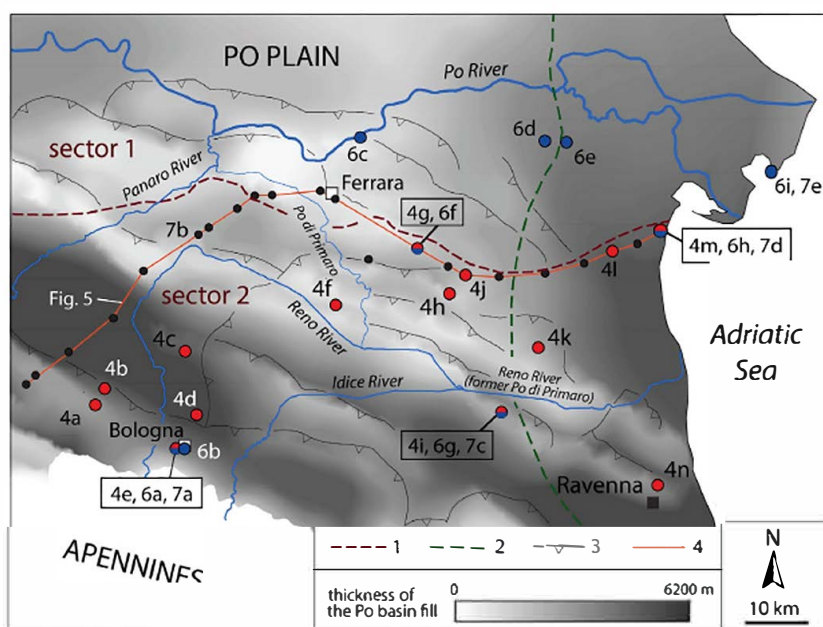 PO PLAIN
Po River
sector 1
Panaro River
6c
6d
6e
6i, 7e
Ferrara
4g, 6f
7b
Po di Primaro
4m, 6h, 7d
4l
Fig. 5
sector 2
4f
4h
4j
Reno River
4c
4k
Adriatic
Sea
4b
4a
Idice River
Reno River
(former Po di Primaro)
4d
Bologna
6b
4i, 6g, 7c
4e, 6a, 7a
4n
Ravenna
APENNINES
1
2
3
4
N
thickness of
the Po basin fill
0
6200 m
10 km